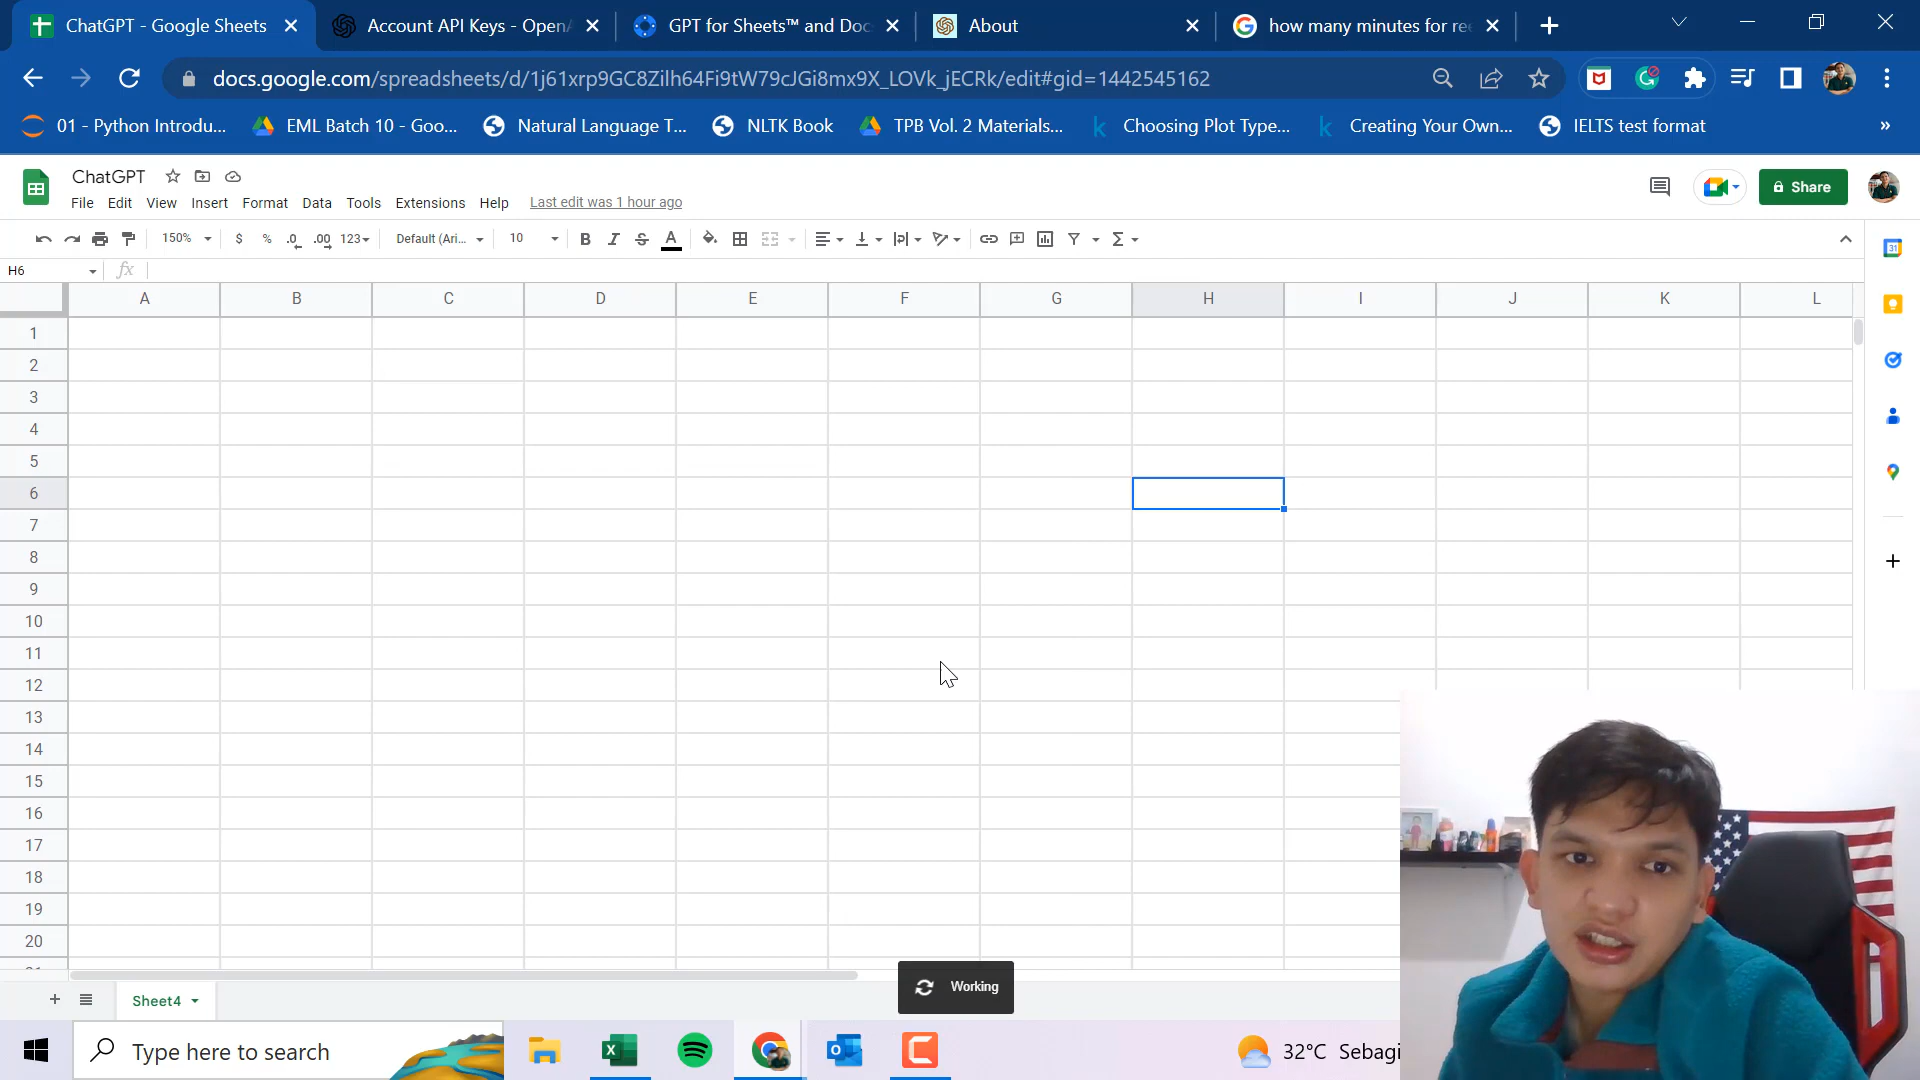 ChatGPT - Google Sheets
Account API Keys - OpenA
GPT for Sheets™ and Doc
About
how many minutes for re
docs.google.com/spreadsheets/d/1j61xrp9GC8Zilh64Fi9tW79cJGi8mx9X_LOVk_jECRk/edit#gid=1442545162
01 - Python Introdu...
EML Batch 10 - Goo...
Natural Language T...
NLTK Book
TPB Vol. 2 Materials...
Choosing Plot Type...
Creating Your Own...
IELTS test format
»
ChatGPT
Share
File Edit View Insert Format Data Tools Extensions Help Last edit was 1 hour ago
150% $ % .0 .00 123 Default (Ari... 10 B I S A Σ
31
H6 fx
A B C D E F G H I J K L
1
2
3
4
5
6
7
8
9
10
11
12
13
14
15
16
17
18
19
20
Working
Sheet4
Type here to search
32°C Sebagi